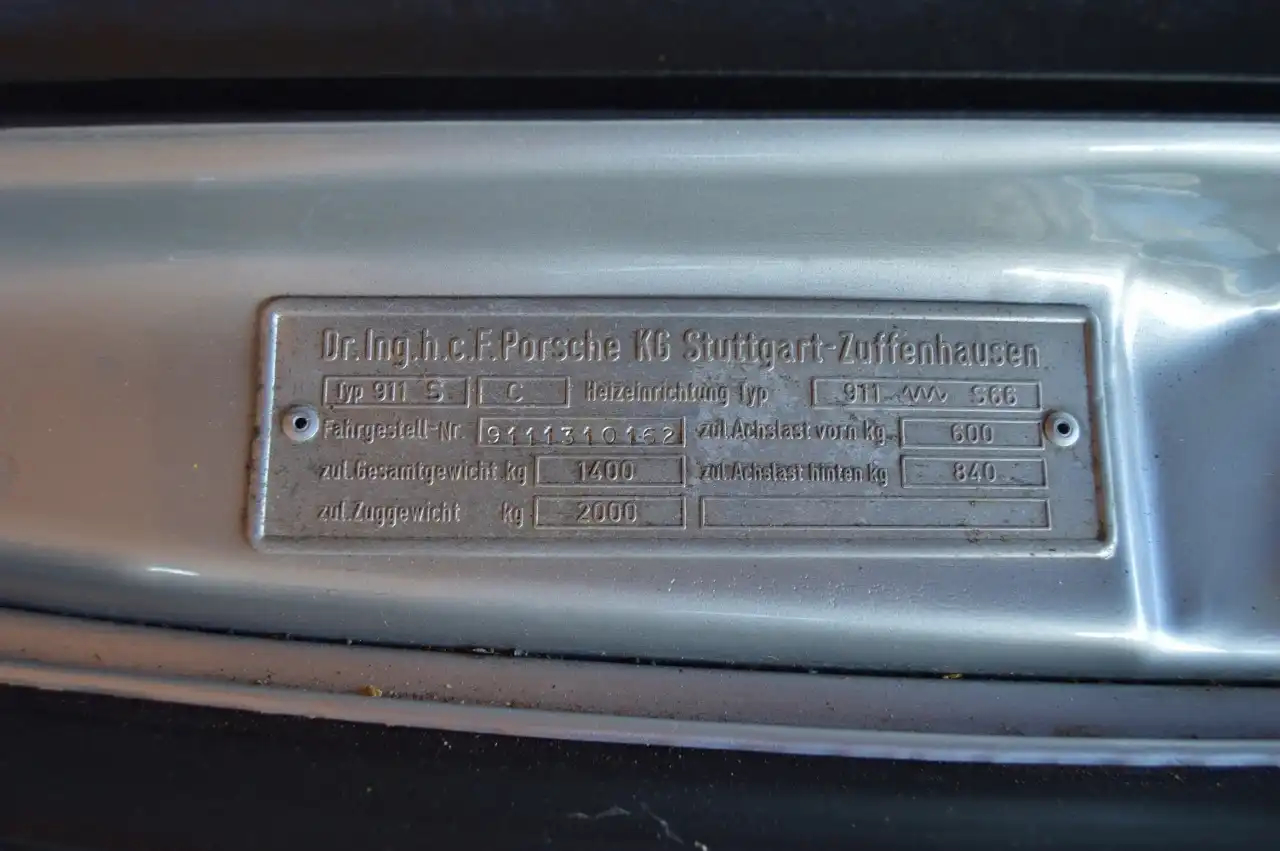 Dr.Ing.h.c.F.Porsche KG Stuttgart-Zuffenhausen
Typ 911 S C Heizeinrichtung Typ 911 S66
Fahrgestell-Nr. 9111310162 zul.Achslast vorn kg 600
zul.Gesamtgewicht kg 1400 zul.Achslast hinten kg 840
zul.Zuggewicht kg 2000